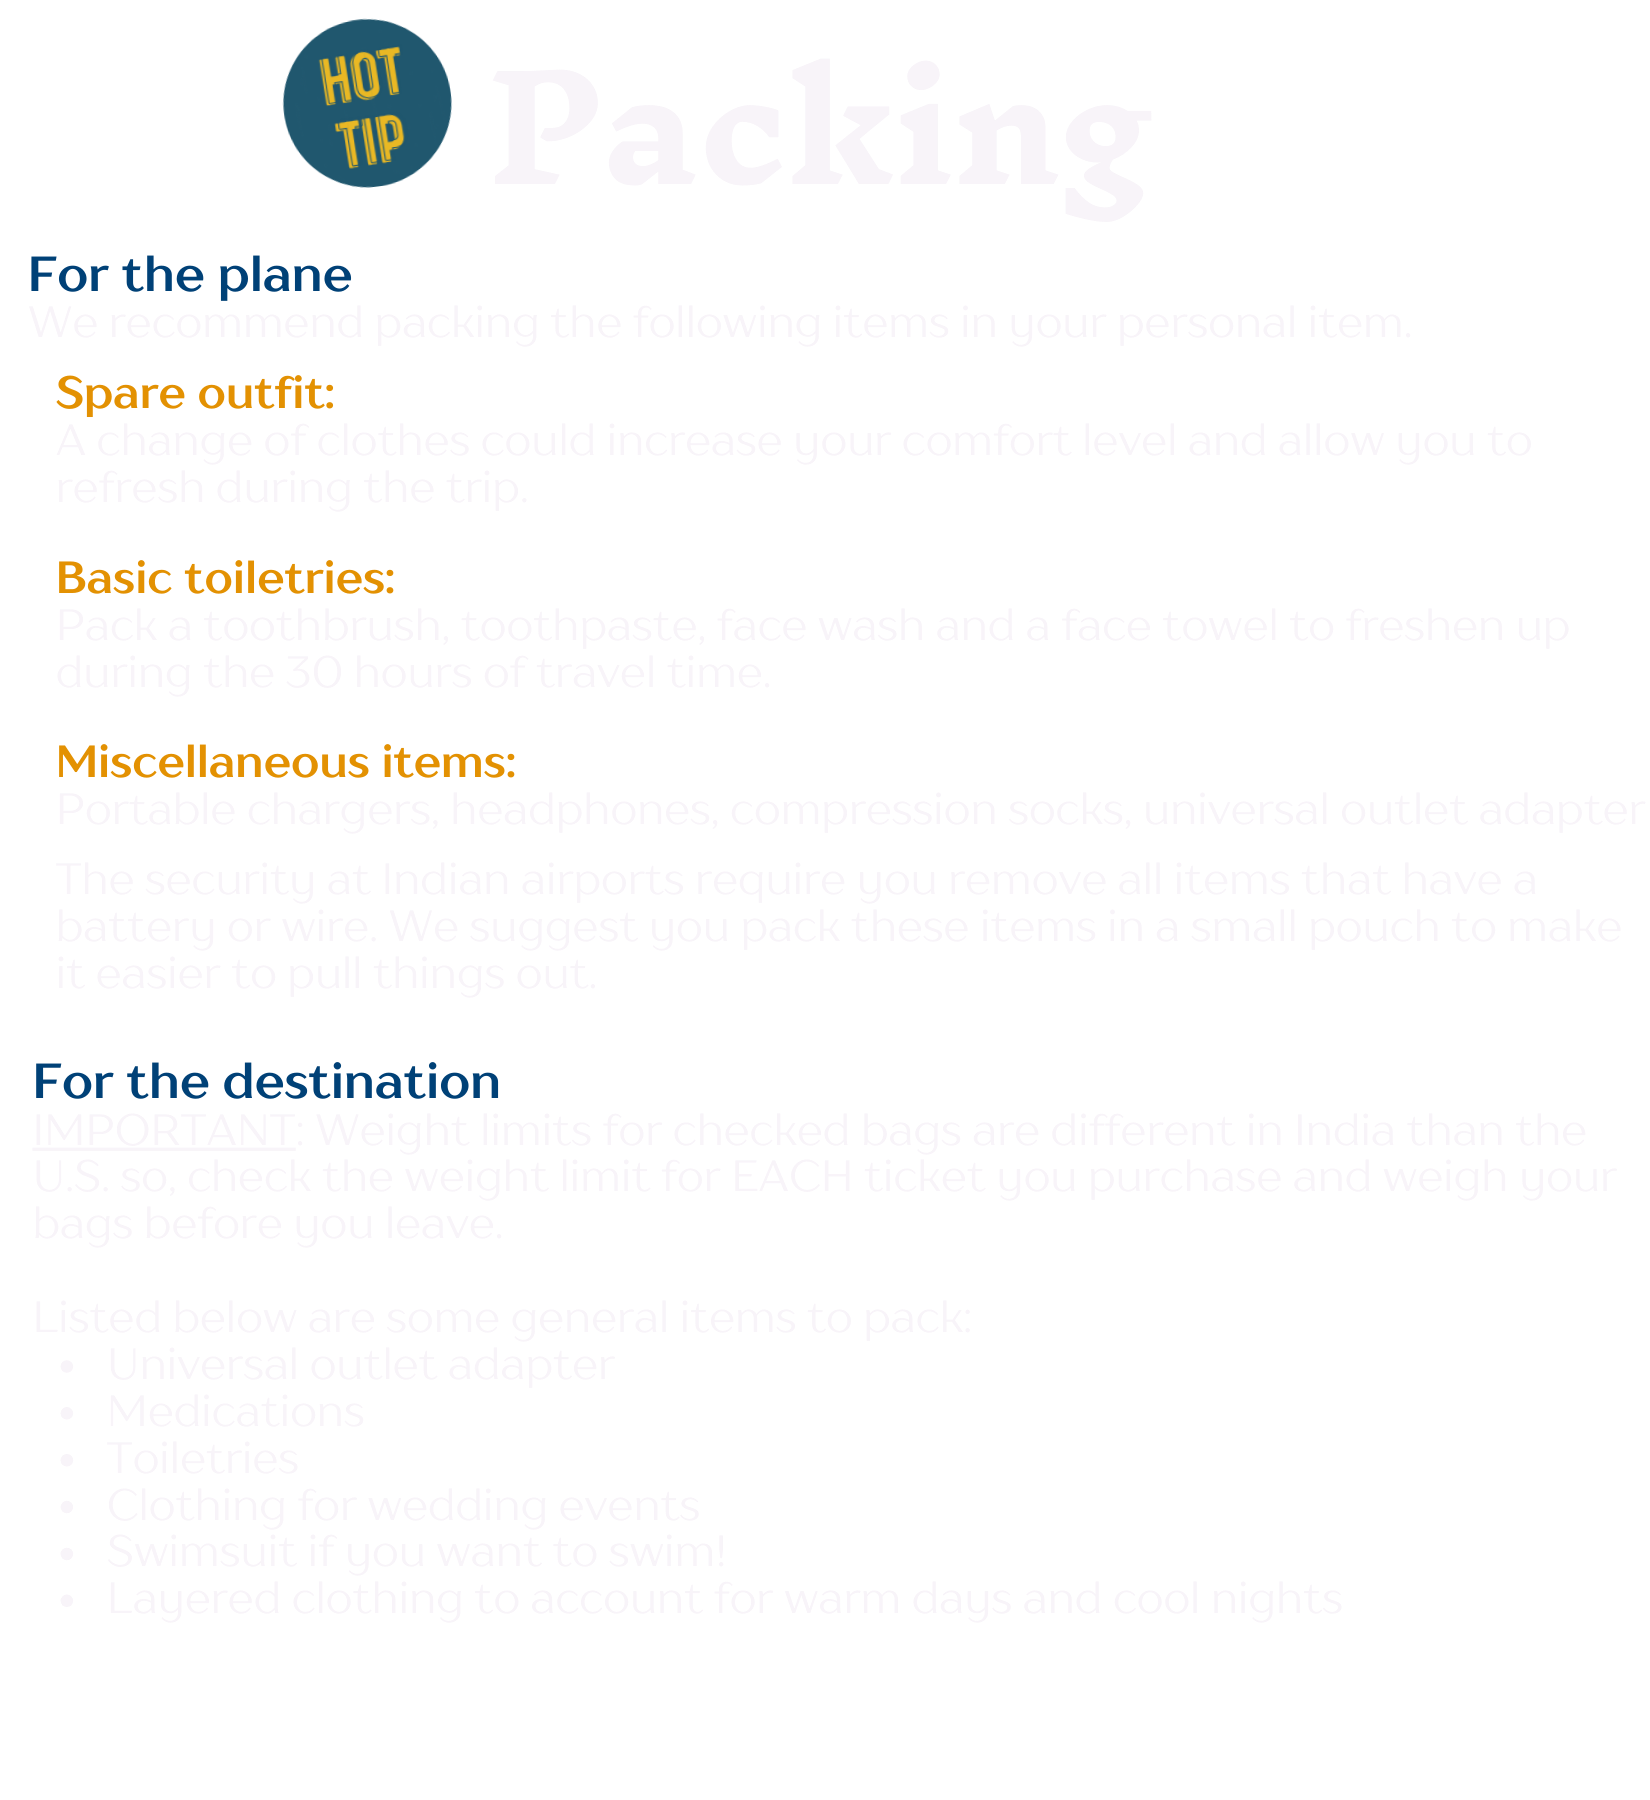 HOT
TIP
Packing
For the plane
We recommend packing the following items in your personal item.
Spare outfit:
A change of clothes could increase your comfort level and allow you to
refresh during the trip.
Basic toiletries:
Pack a toothbrush, toothpaste, face wash and a face towel to freshen up
during the 30 hours of travel time.
Miscellaneous items:
Portable chargers, headphones, compression socks, universal outlet adapter
The security at Indian airports require you remove all items that have a
battery or wire. We suggest you pack these items in a small pouch to make
it easier to pull things out.
For the destination
IMPORTANT: Weight limits for checked bags are different in India than the
U.S. so, check the weight limit for EACH ticket you purchase and weigh your
bags before you leave.
Listed below are some general items to pack:
• Universal outlet adapter
• Medications
• Toiletries
• Clothing for wedding events
• Swimsuit if you want to swim!
• Layered clothing to account for warm days and cool nights